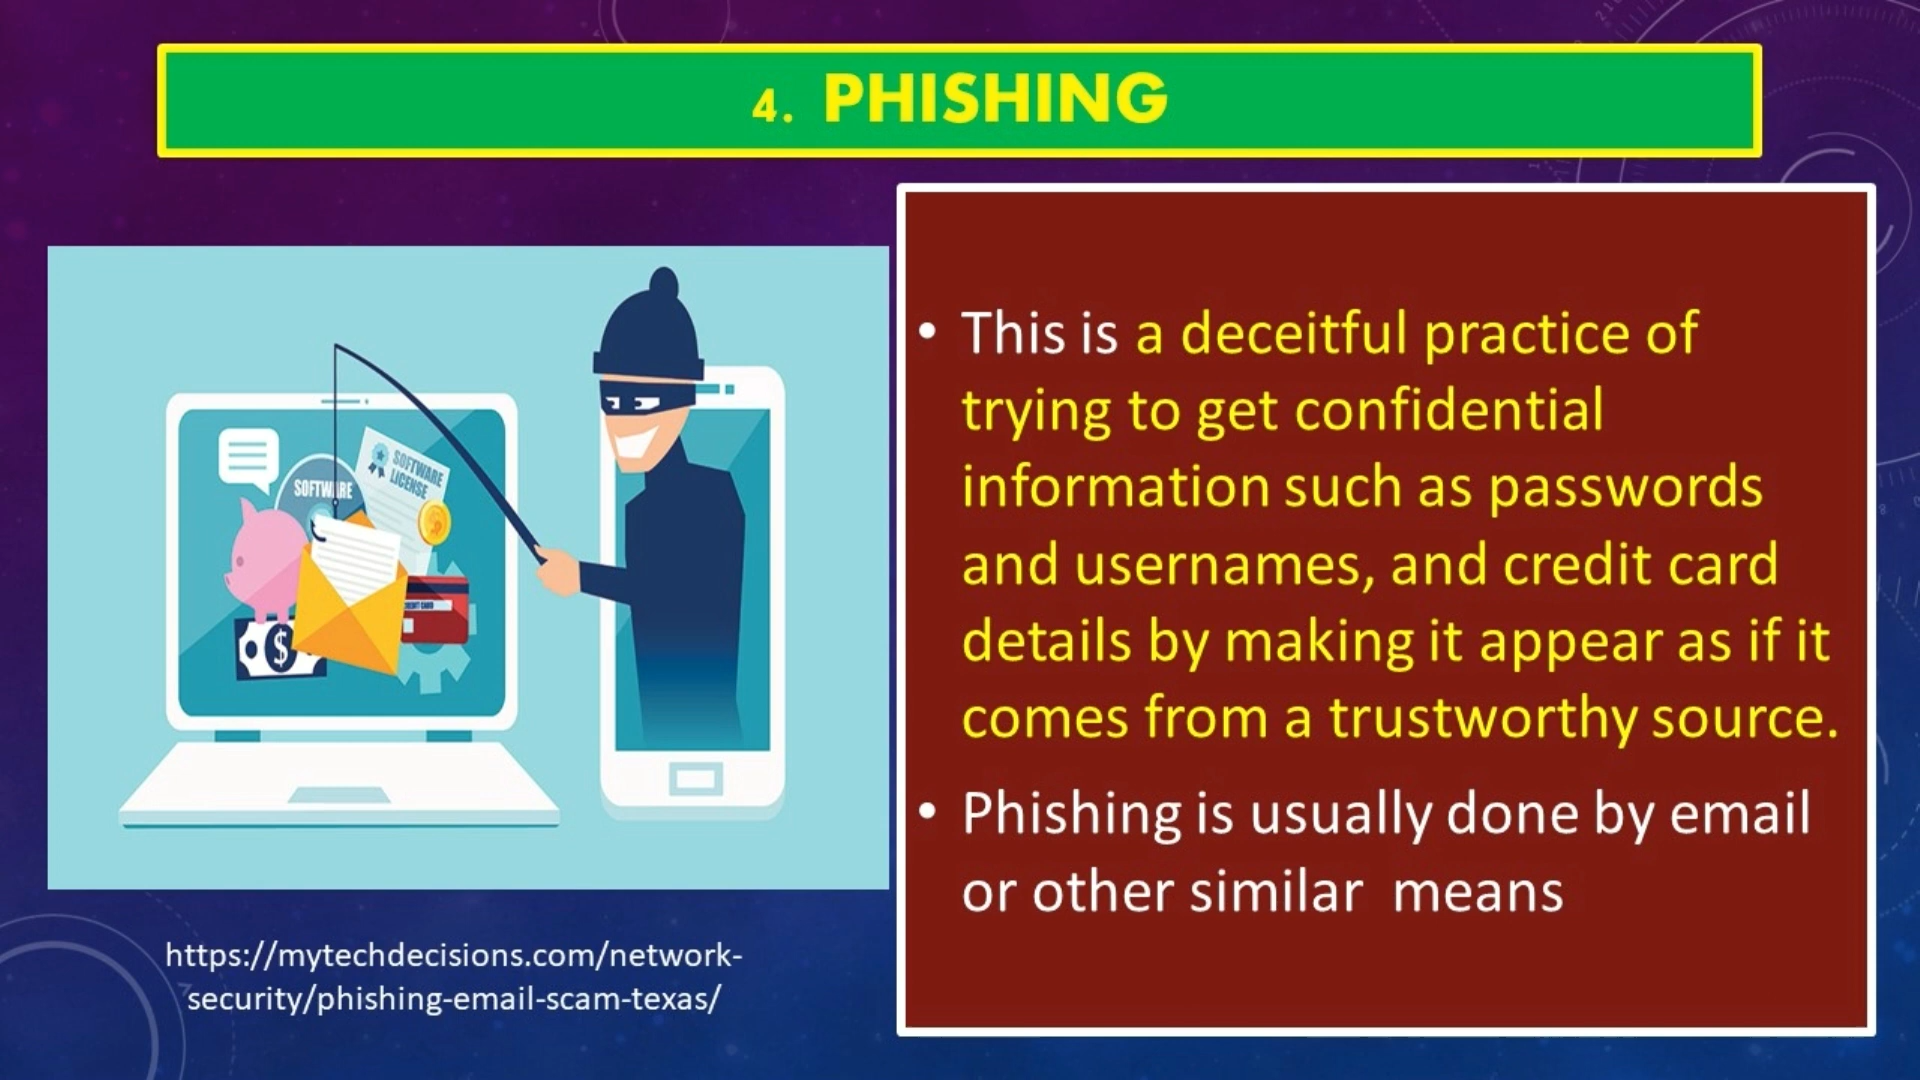 4. PHISHING
SOFTWARE
SOFTWARE
LICENSE
CREDIT CARD
$
• This is a deceitful practice of
trying to get confidential
information such as passwords
and usernames, and credit card
details by making it appear as if it
comes from a trustworthy source.
• Phishing is usually done by email
or other similar means
https://mytechdecisions.com/network-
security/phishing-email-scam-texas/